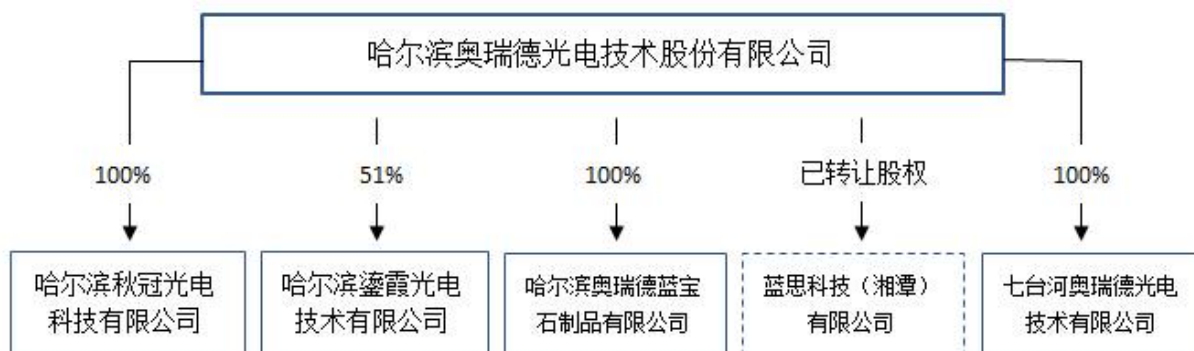 哈尔滨奥瑞德光电技术股份有限公司
100%
51%
100%
已转让股权
100%
哈尔滨秋冠光电
科技有限公司
哈尔滨鎏霞光电
技术有限公司
哈尔滨奥瑞德蓝宝
石制品有限公司
蓝思科技（湘潭）
有限公司
七台河奥瑞德光电
技术有限公司